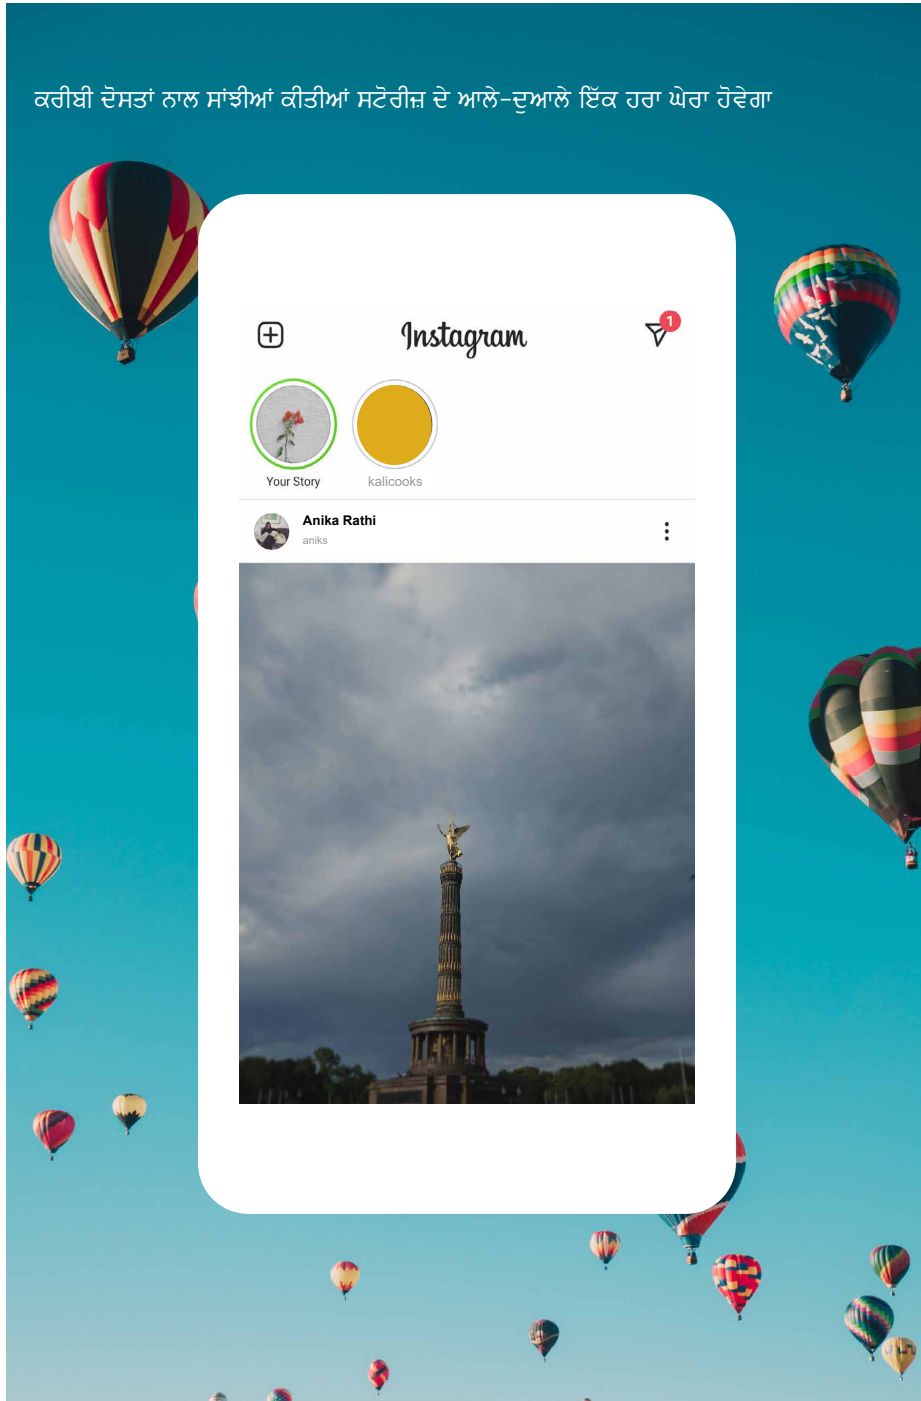 ਕਰੀਬੀ ਦੋਸਤਾਂ ਨਾਲ ਸਾਂਝੀਆਂ ਕੀਤੀਆਂ ਸਟੋਰੀਜ਼ ਦੇ ਆਲੇ-ਦੁਆਲੇ ਇੱਕ ਹਰਾ ਘੇਰਾ ਹੋਵੇਗਾ
Instagram
1
Your Story
kalicooks
Anika Rathi
aniks